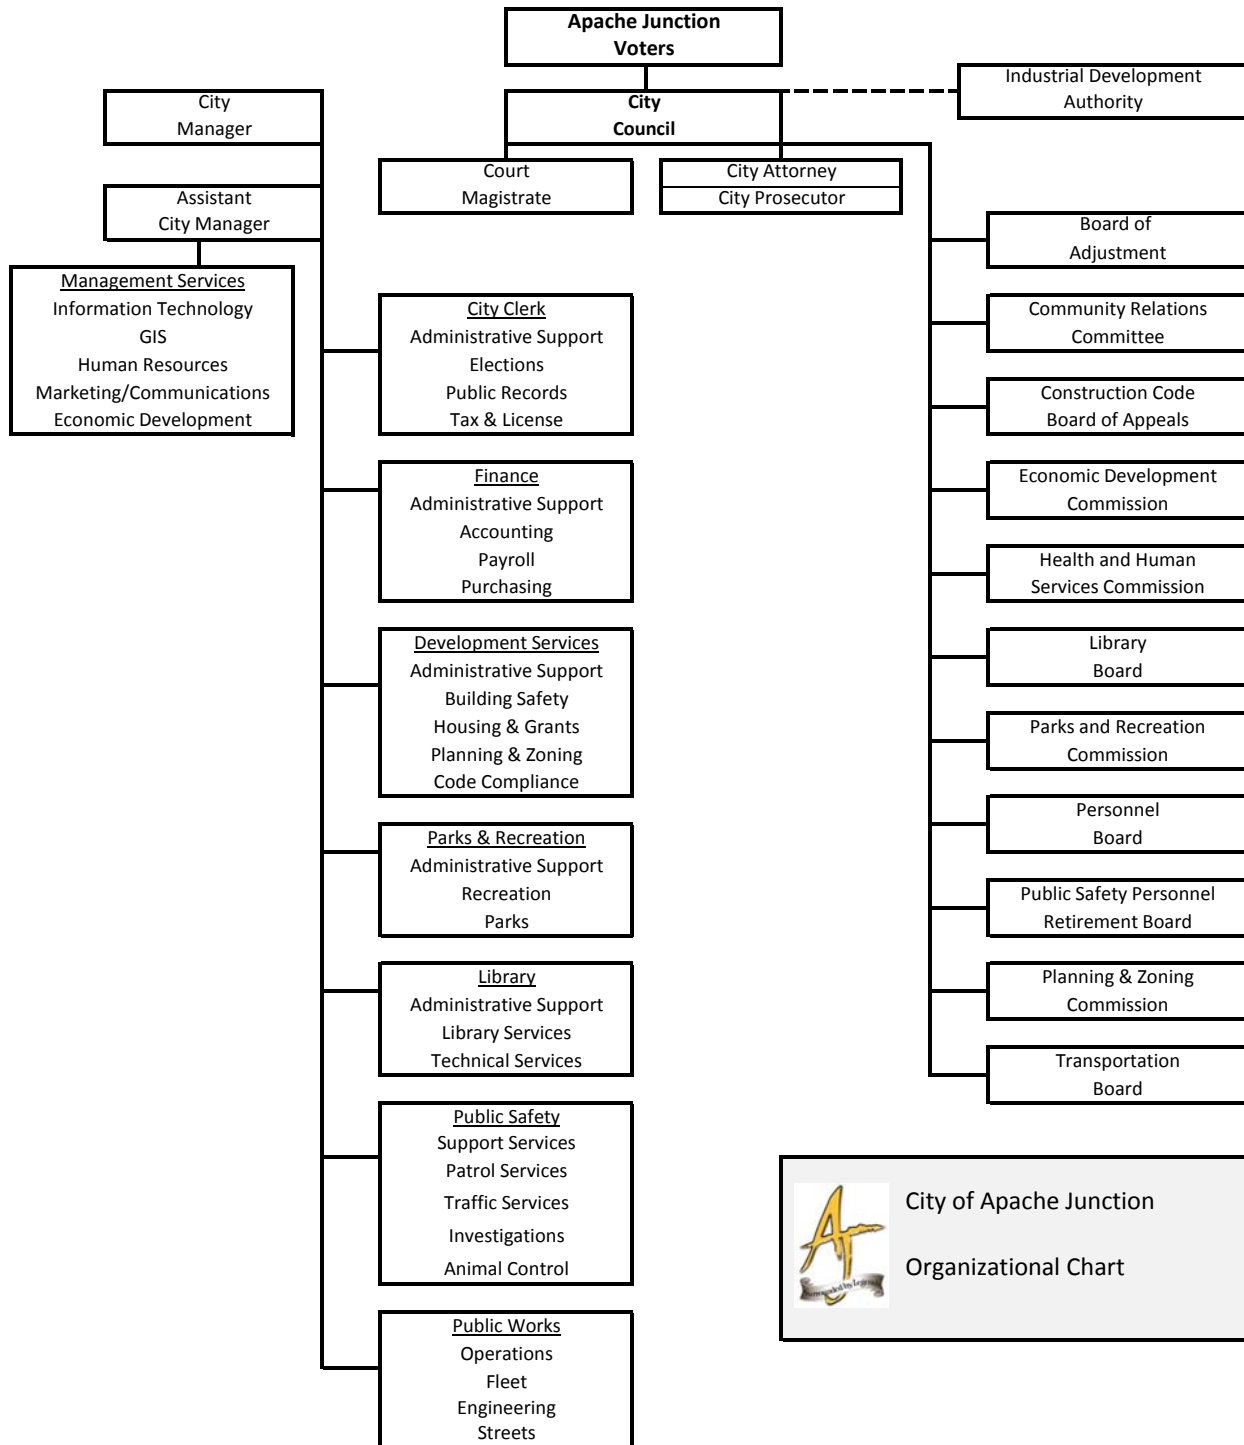 Apache Junction
Voters
Industrial Development
Authority
City
Manager
City
Council
Court
Magistrate
City Attorney
City Prosecutor
Assistant
City Manager
Management Services
Information Technology
GIS
Human Resources
Marketing/Communications
Economic Development
City Clerk
Administrative Support
Elections
Public Records
Tax & License
Finance
Administrative Support
Accounting
Payroll
Purchasing
Development Services
Administrative Support
Building Safety
Housing & Grants
Planning & Zoning
Code Compliance
Parks & Recreation
Administrative Support
Recreation
Parks
Library
Administrative Support
Library Services
Technical Services
Public Safety
Support Services
Patrol Services
Traffic Services
Investigations
Animal Control
Public Works
Operations
Fleet
Engineering
Streets
Board of
Adjustment
Community Relations
Committee
Construction Code
Board of Appeals
Economic Development
Commission
Health and Human
Services Commission
Library
Board
Parks and Recreation
Commission
Personnel
Board
Public Safety Personnel
Retirement Board
Planning & Zoning
Commission
Transportation
Board
AJ
Surrounded by Legends
City of Apache Junction
Organizational Chart